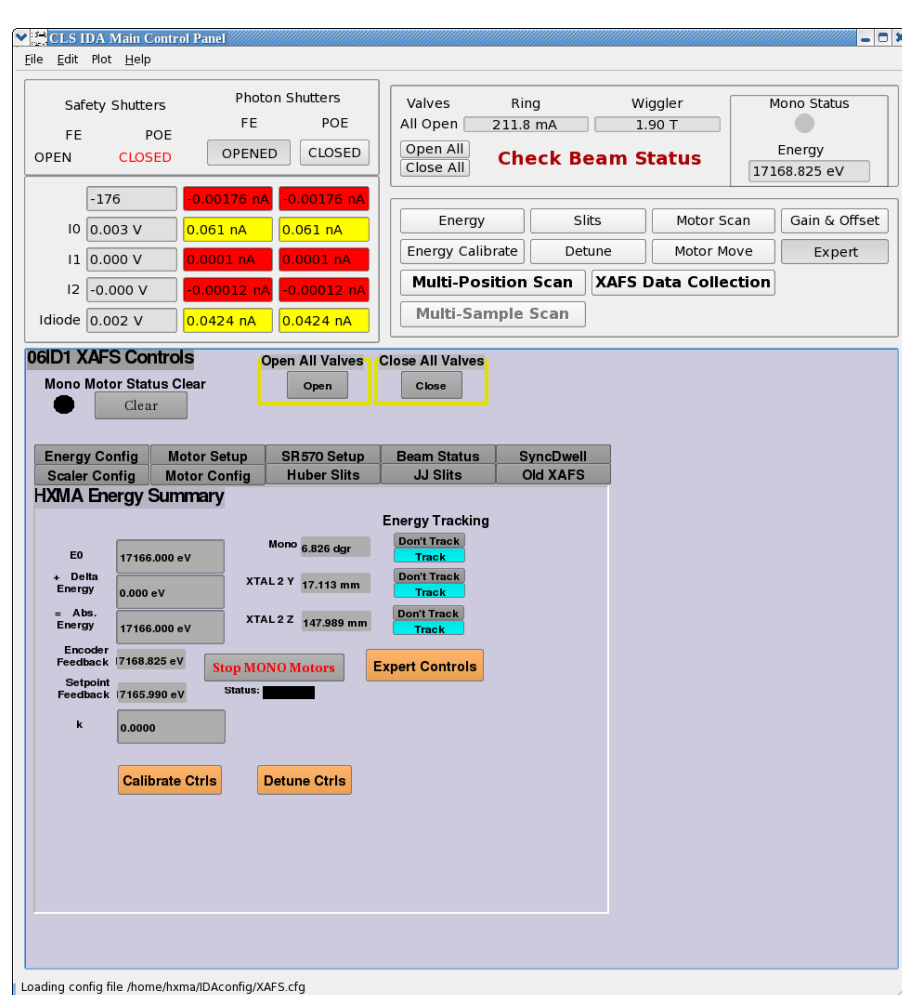 CLS IDA Main Control Panel
File Edit Plot Help
Safety Shutters
Photon Shutters
FE POE
FE POE
OPEN CLOSED
OPENED CLOSED
Valves Ring Wiggler
All Open 211.8 mA 1.90 T
Open All
Close All
Check Beam Status
Mono Status
Energy
17168.825 eV
-176 -0.00176 nA -0.00176 nA
I0 0.003 V 0.061 nA 0.061 nA
I1 0.000 V 0.0001 nA 0.0001 nA
I2 -0.000 V -0.00012 nA -0.00012 nA
Idiode 0.002 V 0.0424 nA 0.0424 nA
Energy Slits Motor Scan Gain & Offset
Energy Calibrate Detune Motor Move Expert
Multi-Position Scan XAFS Data Collection
Multi-Sample Scan
06ID1 XAFS Controls
Open All Valves Close All Valves
Open Close
Mono Motor Status Clear
Clear
Energy Config Motor Setup SR570 Setup Beam Status SyncDwell
Scaler Config Motor Config Huber Slits JJ Slits Old XAFS
HXMA Energy Summary
Energy Tracking
E0 17166.000 eV
Mono 6.826 dgr
Don't Track
Track
+ Delta
Energy 0.000 eV
XTAL 2 Y 17.113 mm
Don't Track
Track
= Abs.
Energy 17166.000 eV
XTAL 2 Z 147.989 mm
Don't Track
Track
Encoder
Feedback 17168.825 eV
Stop MONO Motors
Expert Controls
Setpoint
Feedback 17165.990 eV
Status:
k 0.0000
Calibrate Ctrls Detune Ctrls
Loading config file /home/hxma/IDAconfig/XAFS.cfg